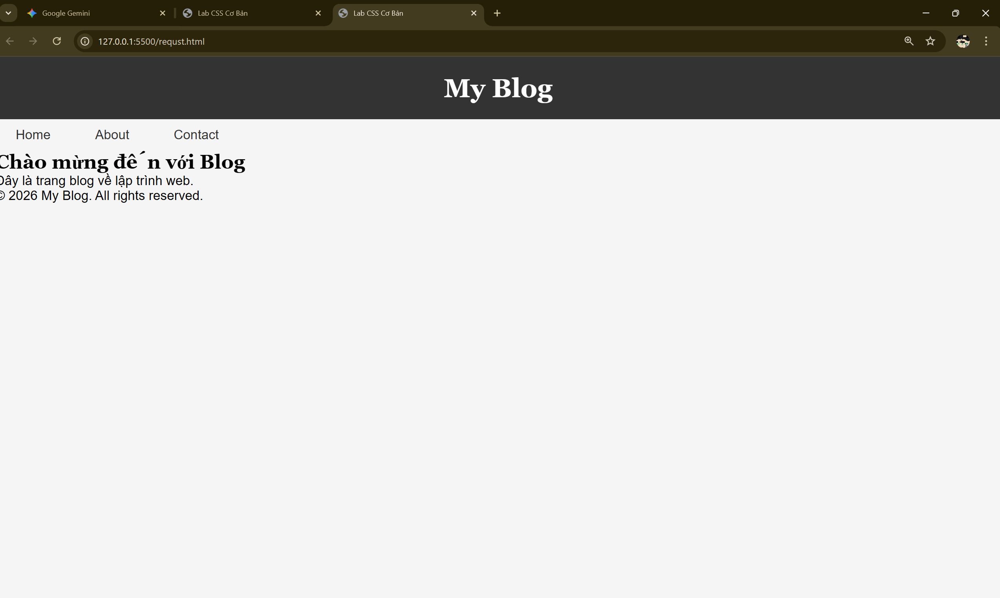 Google Gemini
Lab CSS Cơ Bản
Lab CSS Cơ Bản
127.0.0.1:5500/requst.html
My Blog
Home About Contact
Chào mừng đến với Blog
Đây là trang blog về lập trình web.
© 2026 My Blog. All rights reserved.